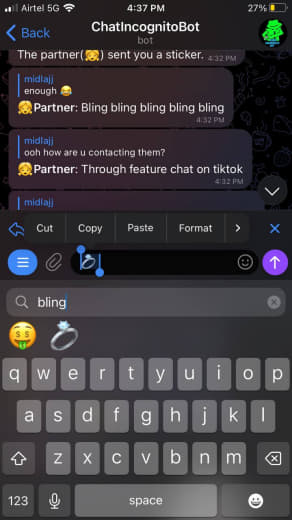 Airtel 5G
4:37 PM
27%
Back
ChatIncognitoBot
bot
The partner(👧) sent you a sticker. 4:32 PM
midlajj
enough 😂
👧Partner: Bling bling bling bling bling
4:32 PM
midlajj
ooh how are u contacting them?
👧Partner: Through feature chat on tiktok
4:32 PM
midlajj
Cut Copy Paste Format
💍
bling
🤑 💍
q w e r t y u i o p
a s d f g h j k l
z x c v b n m
123 space